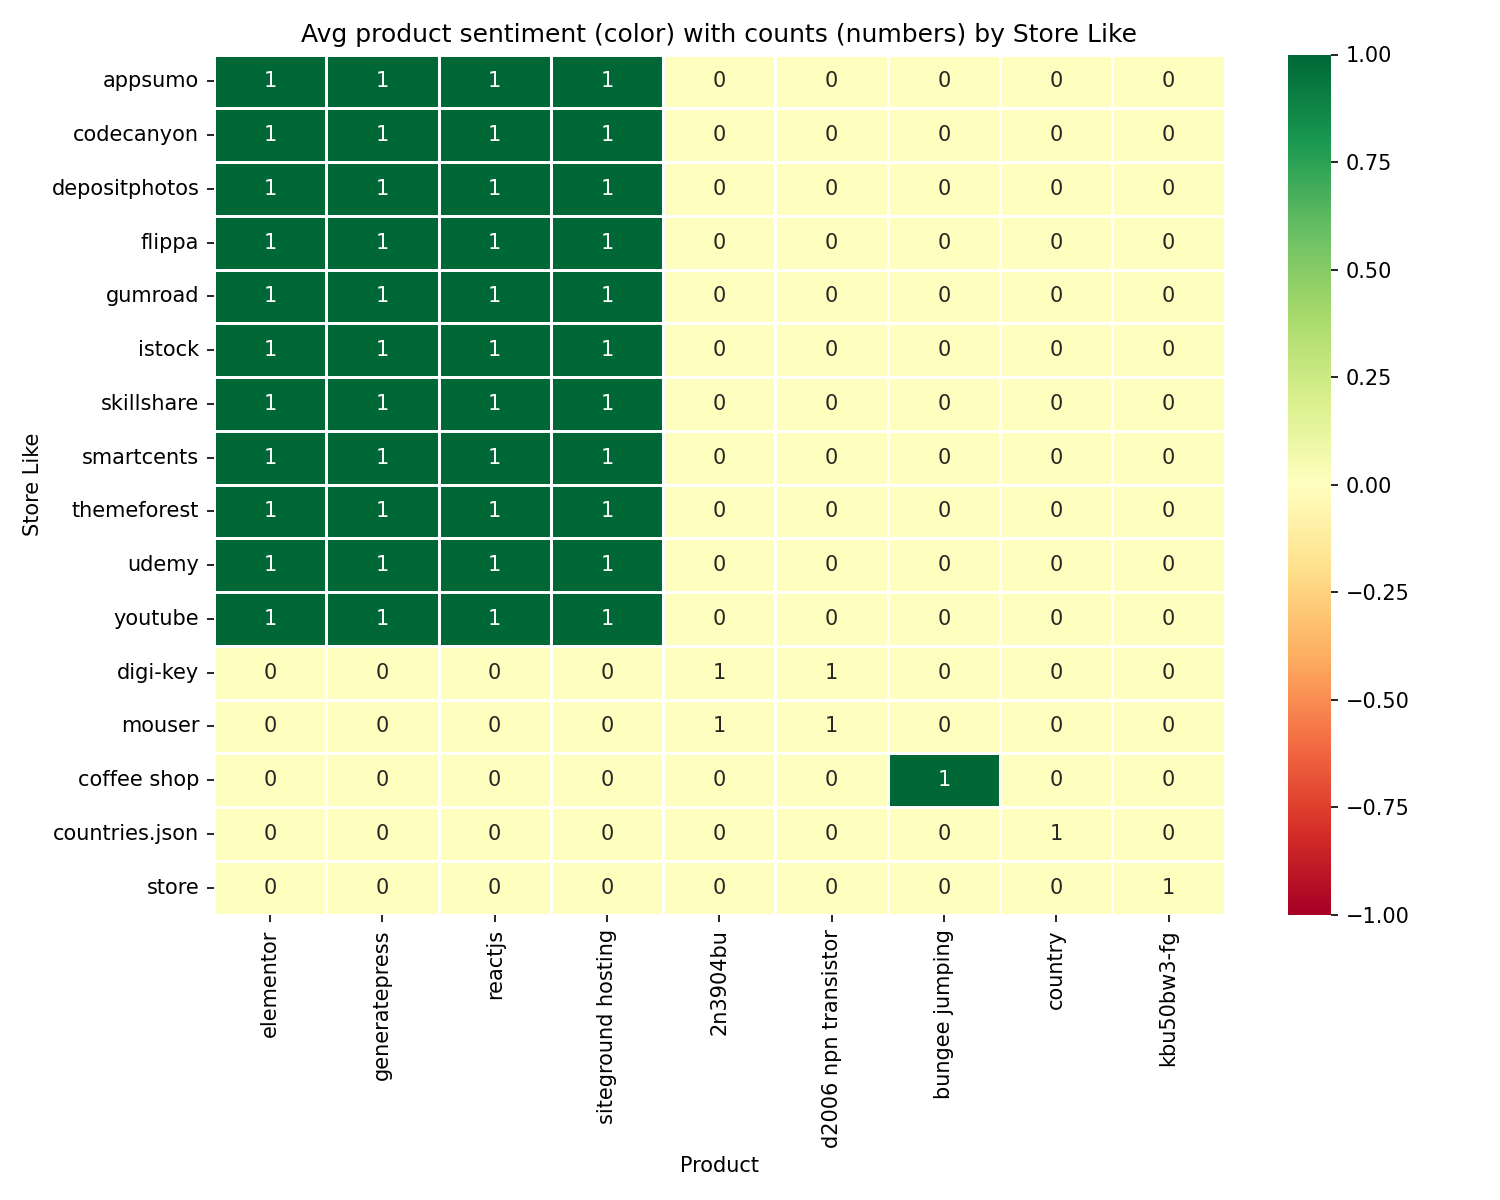 Avg product sentiment (color) with counts (numbers) by Store Like
appsumo 1 1 1 1 0 0 0 0 0
codecanyon 1 1 1 1 0 0 0 0 0
depositphotos 1 1 1 1 0 0 0 0 0
flippa 1 1 1 1 0 0 0 0 0
gumroad 1 1 1 1 0 0 0 0 0
istock 1 1 1 1 0 0 0 0 0
skillshare 1 1 1 1 0 0 0 0 0
smartcents 1 1 1 1 0 0 0 0 0
themeforest 1 1 1 1 0 0 0 0 0
udemy 1 1 1 1 0 0 0 0 0
youtube 1 1 1 1 0 0 0 0 0
digi-key 0 0 0 0 1 1 0 0 0
mouser 0 0 0 0 1 1 0 0 0
coffee shop 0 0 0 0 0 0 1 0 0
countries.json 0 0 0 0 0 0 0 1 0
store 0 0 0 0 0 0 0 0 1
Store Like
elementor
generatepress
reactjs
siteground hosting
2n3904bu
d2006 npn transistor
bungee jumping
country
kbu50bw3-fg
Product
1.00
0.75
0.50
0.25
0.00
−0.25
−0.50
−0.75
−1.00